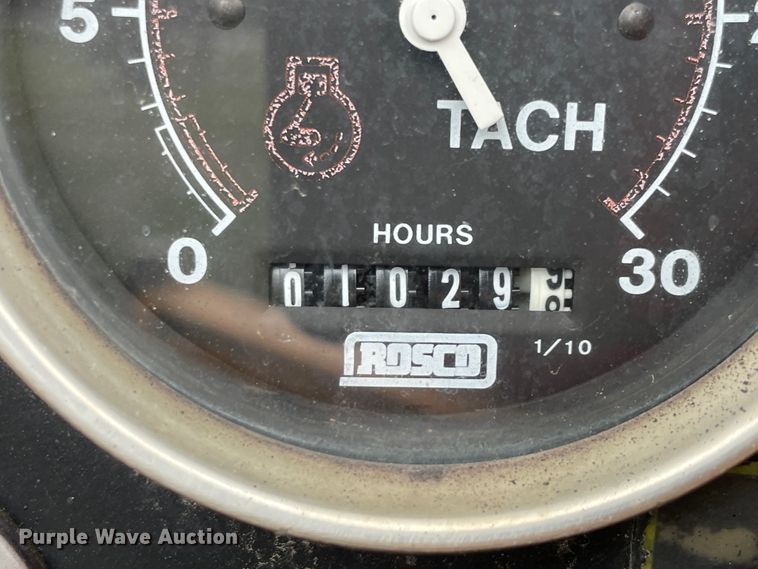 5
TACH
HOURS
0
01029
30
ROSCO
1/10
Purple Wave Auction